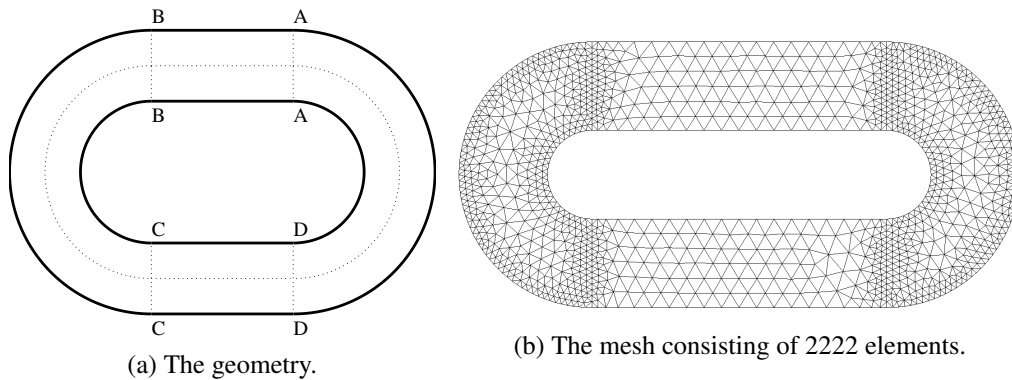 B A
B A
C D
C D
(a) The geometry.
(b) The mesh consisting of 2222 elements.